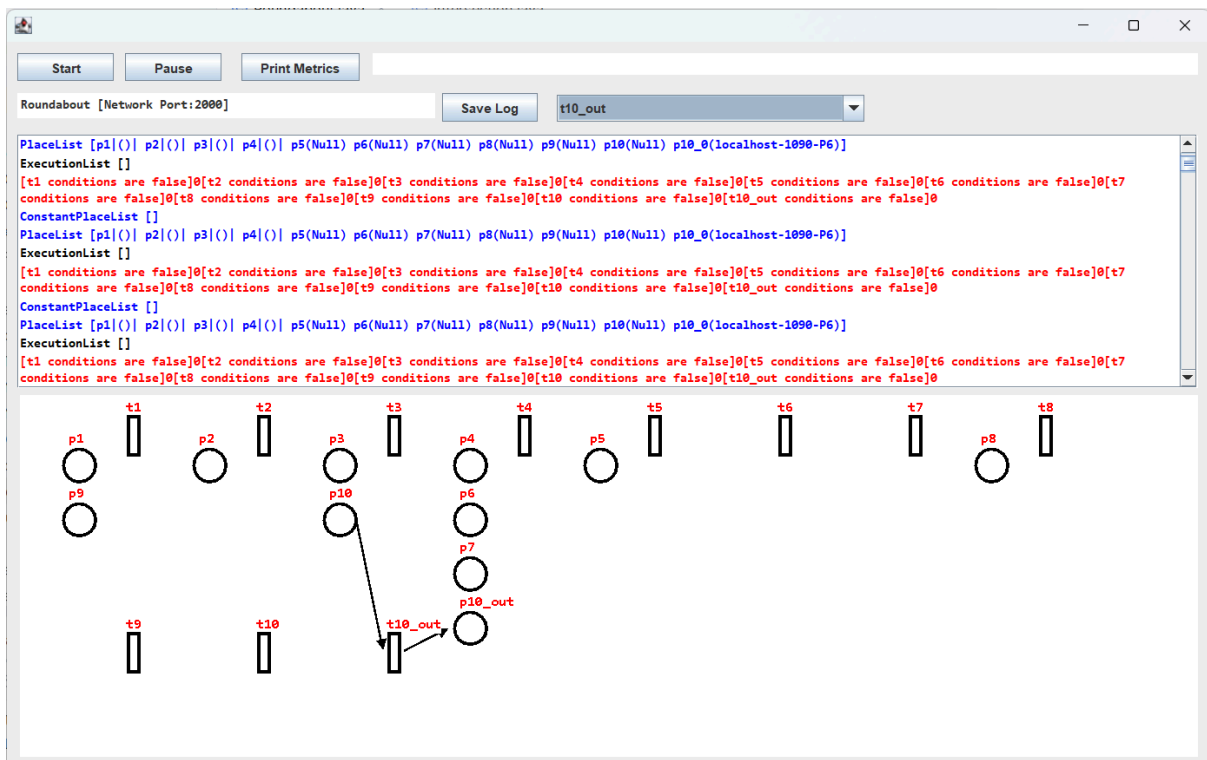 Start Pause Print Metrics
Roundabout [Network Port:2000] Save Log t10_out
PlaceList [p1|()| p2|()| p3|()| p4|()| p5(Null) p6(Null) p7(Null) p8(Null) p9(Null) p10(Null) p10_0(localhost-1090-P6)]
ExecutionList []
[t1 conditions are false]0[t2 conditions are false]0[t3 conditions are false]0[t4 conditions are false]0[t5 conditions are false]0[t6 conditions are false]0[t7
conditions are false]0[t8 conditions are false]0[t9 conditions are false]0[t10 conditions are false]0[t10_out conditions are false]0
ConstantPlaceList []
PlaceList [p1|()| p2|()| p3|()| p4|()| p5(Null) p6(Null) p7(Null) p8(Null) p9(Null) p10(Null) p10_0(localhost-1090-P6)]
ExecutionList []
[t1 conditions are false]0[t2 conditions are false]0[t3 conditions are false]0[t4 conditions are false]0[t5 conditions are false]0[t6 conditions are false]0[t7
conditions are false]0[t8 conditions are false]0[t9 conditions are false]0[t10 conditions are false]0[t10_out conditions are false]0
ConstantPlaceList []
PlaceList [p1|()| p2|()| p3|()| p4|()| p5(Null) p6(Null) p7(Null) p8(Null) p9(Null) p10(Null) p10_0(localhost-1090-P6)]
ExecutionList []
[t1 conditions are false]0[t2 conditions are false]0[t3 conditions are false]0[t4 conditions are false]0[t5 conditions are false]0[t6 conditions are false]0[t7
conditions are false]0[t8 conditions are false]0[t9 conditions are false]0[t10 conditions are false]0[t10_out conditions are false]0
t1 t2 t3 t4 t5 t6 t7 t8
p1 p2 p3 p4 p5 p8
p9 p10 p6
p7
p10_out
t9 t10 t10_out